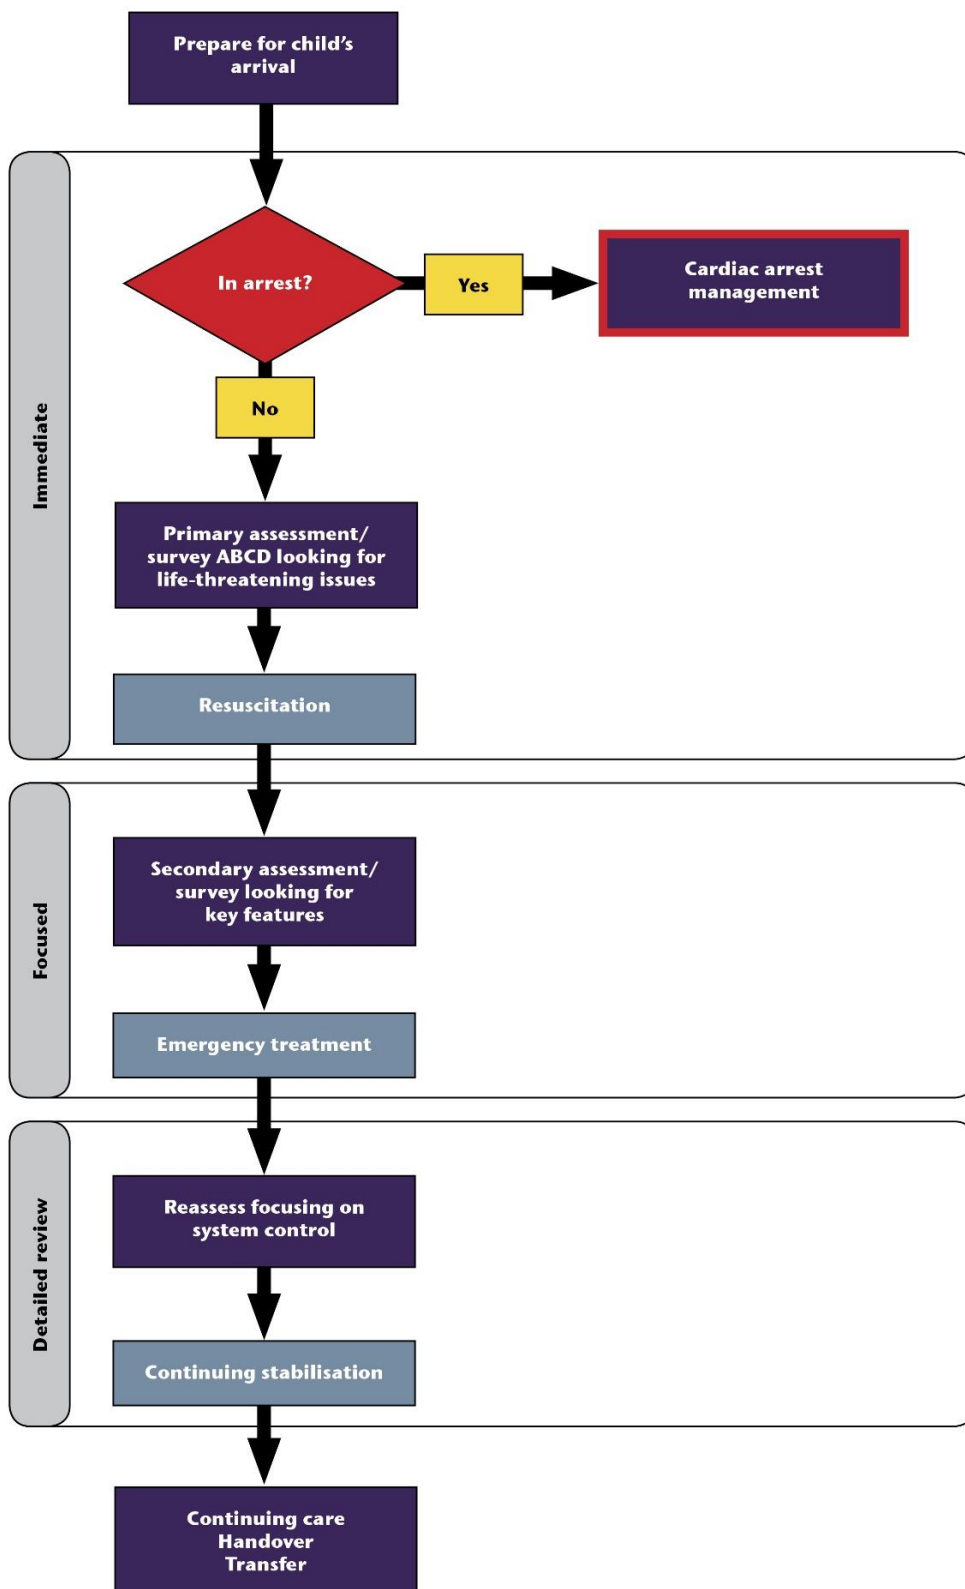 Prepare for child's
arrival
Immediate
In arrest?
Yes
Cardiac arrest
management
No
Primary assessment/
survey ABCD looking for
life-threatening issues
Resuscitation
Focused
Secondary assessment/
survey looking for
key features
Emergency treatment
Detailed review
Reassess focusing on
system control
Continuing stabilisation
Continuing care
Handover
Transfer